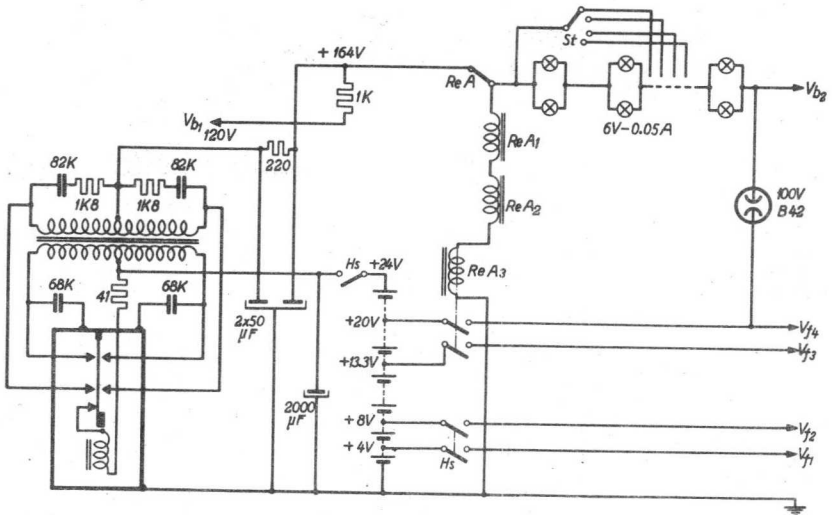 St
+164V
ReA
1K
Vb1
120V
6V-0.05A
Vb2
82K
82K
220
ReA1
1K8
1K8
ReA2
100V
B42
Hs
+24V
ReA3
68K
41
68K
2x50
µF
+20V
Vf4
+13.3V
Vf3
2000
µF
+8V
Vf2
+4V
Hs
Vf1